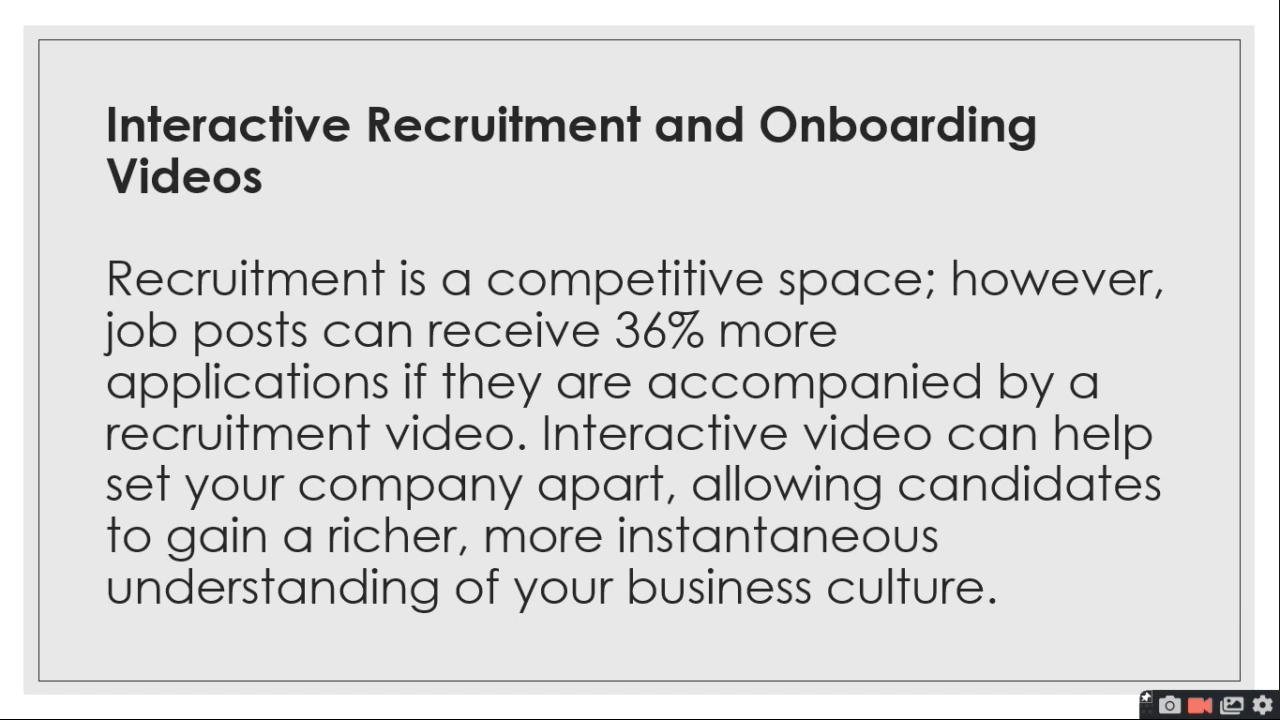 Interactive Recruitment and Onboarding
Videos
Recruitment is a competitive space; however,
job posts can receive 36% more
applications if they are accompanied by a
recruitment video. Interactive video can help
set your company apart, allowing candidates
to gain a richer, more instantaneous
understanding of your business culture.